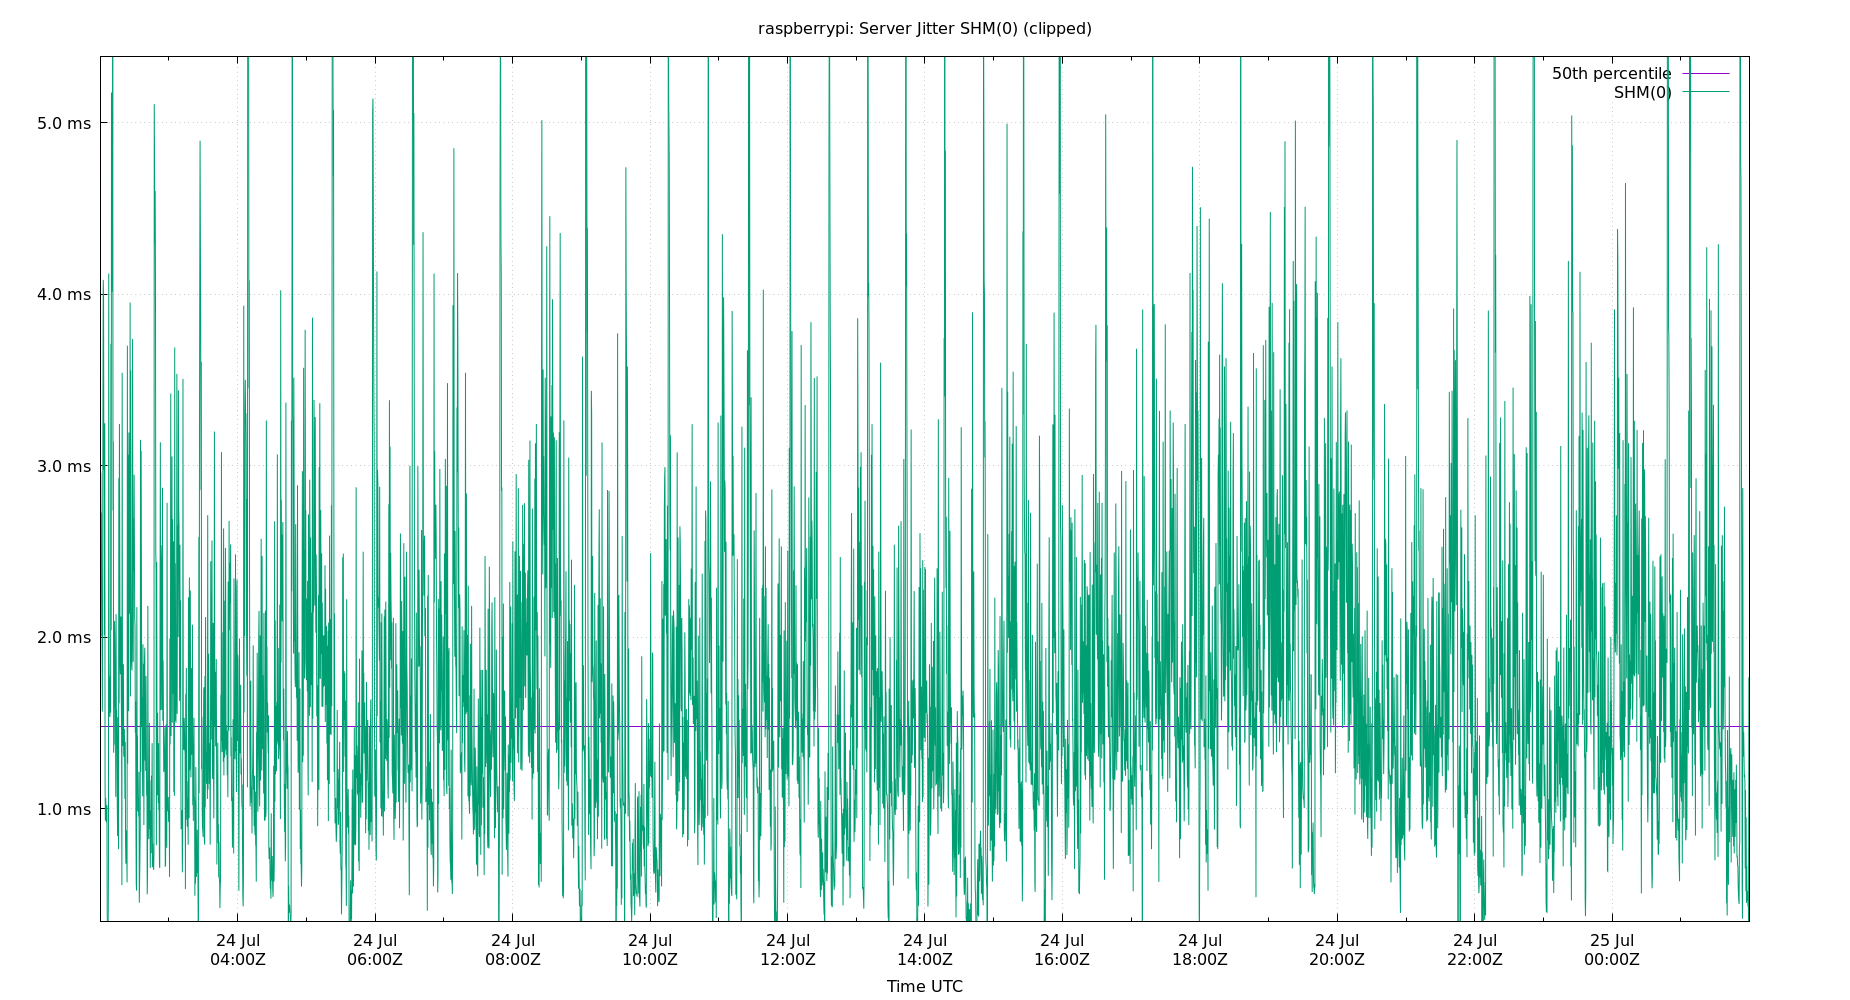 raspberrypi: Server Jitter SHM(0) (clipped)
50th percentile
SHM(0)
5.0 ms
4.0 ms
3.0 ms
2.0 ms
1.0 ms
24 Jul 24 Jul 24 Jul 24 Jul 24 Jul 24 Jul 24 Jul 24 Jul 24 Jul 24 Jul 25 Jul
04:00Z 06:00Z 08:00Z 10:00Z 12:00Z 14:00Z 16:00Z 18:00Z 20:00Z 22:00Z 00:00Z
Time UTC